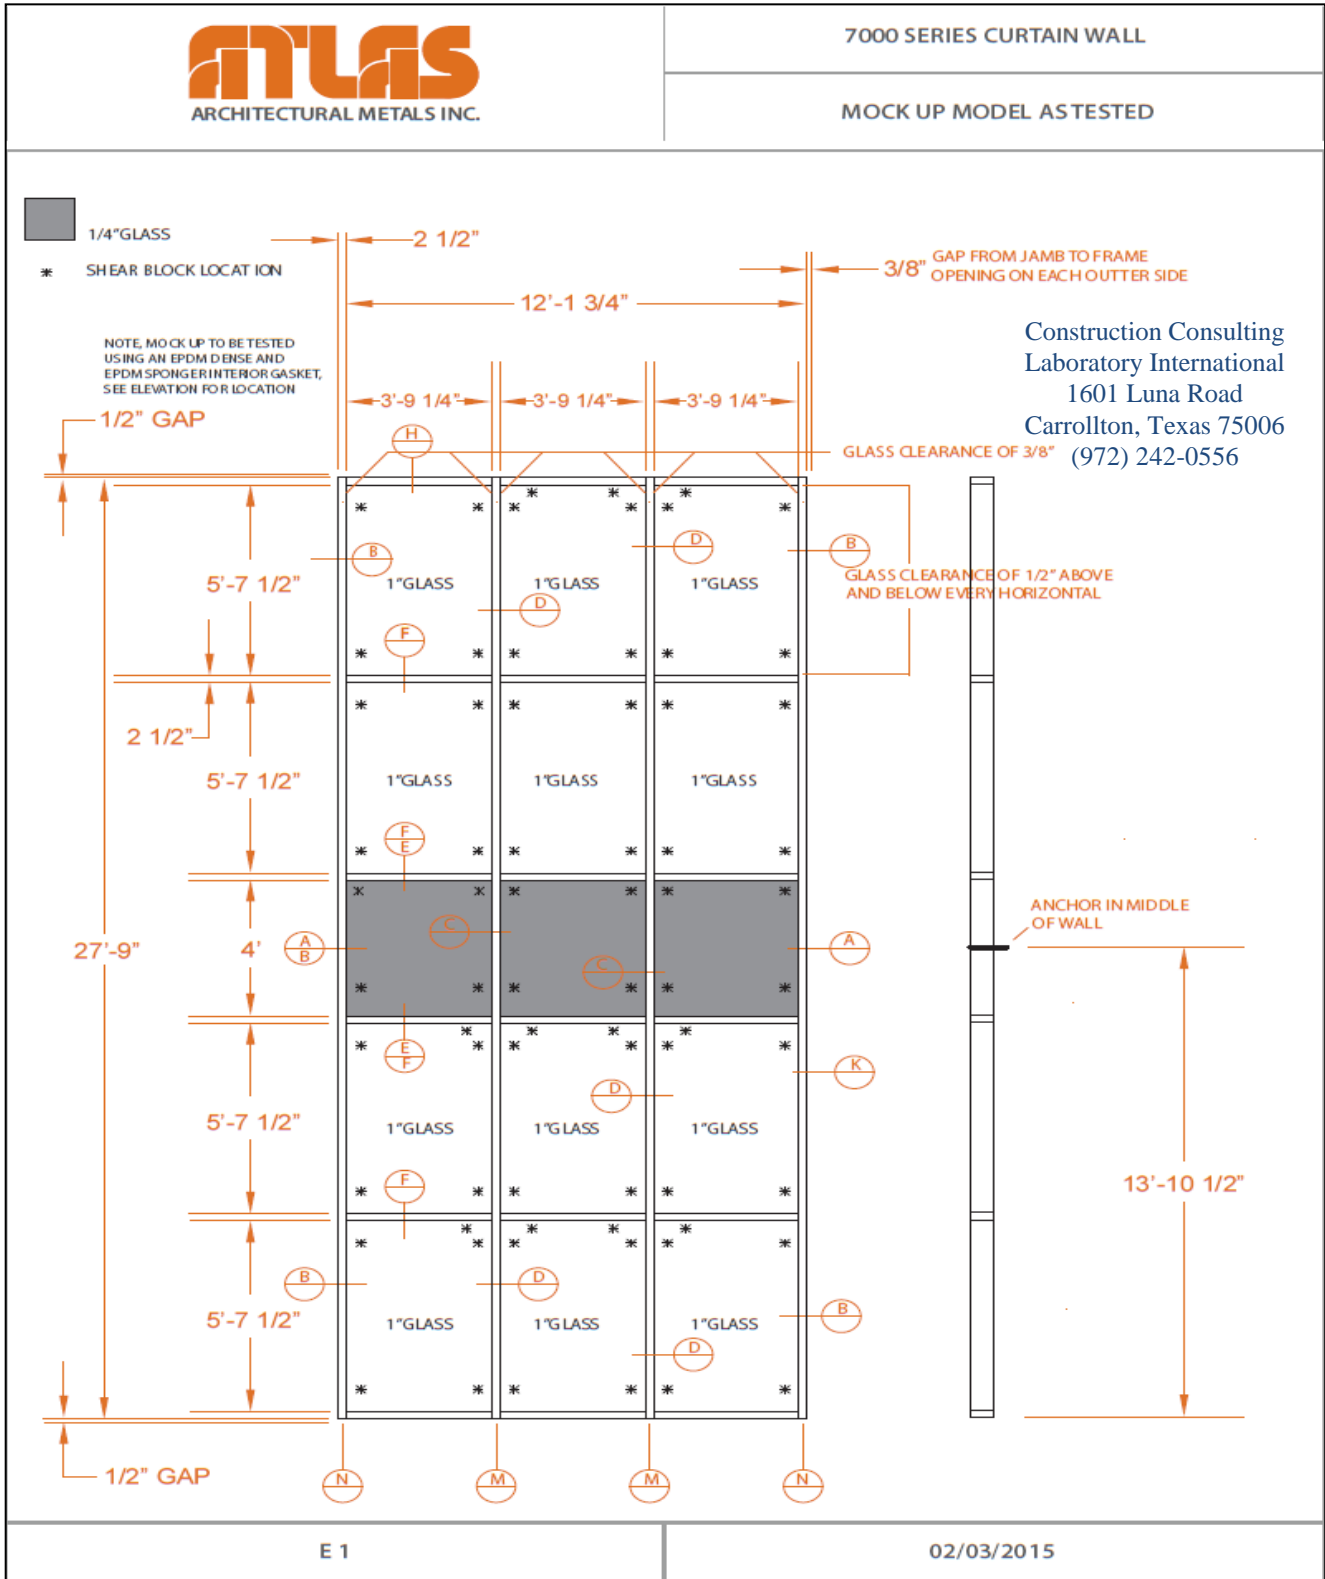 ATLAS
ARCHITECTURAL METALS INC.
7000 SERIES CURTAIN WALL
MOCK UP MODEL AS TESTED
1/4"GLASS
SHEAR BLOCK LOCATION
NOTE, MOCK UP TO BE TESTED
USING AN EPDM DENSE AND
EPDM SPONGER INTERIOR GASKET,
SEE ELEVATION FOR LOCATION
2 1/2"
3/8" GAP FROM JAMB TO FRAME
OPENING ON EACH OUTTER SIDE
12'-1 3/4"
Construction Consulting
Laboratory International
1601 Luna Road
Carrollton, Texas 75006
(972) 242-0556
3'-9 1/4" 3'-9 1/4" 3'-9 1/4"
1/2" GAP
H
GLASS CLEARANCE OF 3/8"
B D B
5'-7 1/2" 1"GLASS 1"GLASS 1"GLASS
GLASS CLEARANCE OF 1/2" ABOVE
AND BELOW EVERY HORIZONTAL
D
F
2 1/2"
5'-7 1/2" 1"GLASS 1"GLASS 1"GLASS
F
E
ANCHOR IN MIDDLE
OF WALL
C
27'-9" 4' A
B
A
C
E
F
K
D
5'-7 1/2" 1"GLASS 1"GLASS 1"GLASS
F
13'-10 1/2"
B D
B
5'-7 1/2" 1"GLASS 1"GLASS 1"GLASS
D
1/2" GAP
N M M N
E 1
02/03/2015